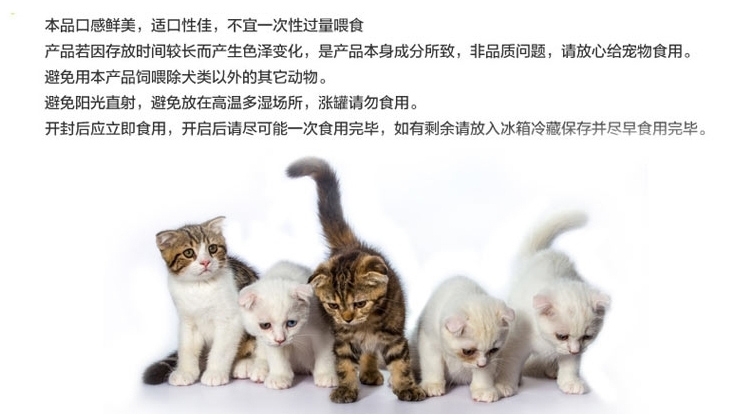 本品口感鲜美，适口性佳，不宜一次性过量喂食
产品若因存放时间较长而产生色泽变化，是产品本身成分所致，非品质问题，请放心给宠物食用。
避免用本产品饲喂除犬类以外的其它动物。
避免阳光直射，避免放在高温多湿场所，涨罐请勿食用。
开封后应立即食用，开启后请尽可能一次食用完毕，如有剩余请放入冰箱冷藏保存并尽早食用完毕。